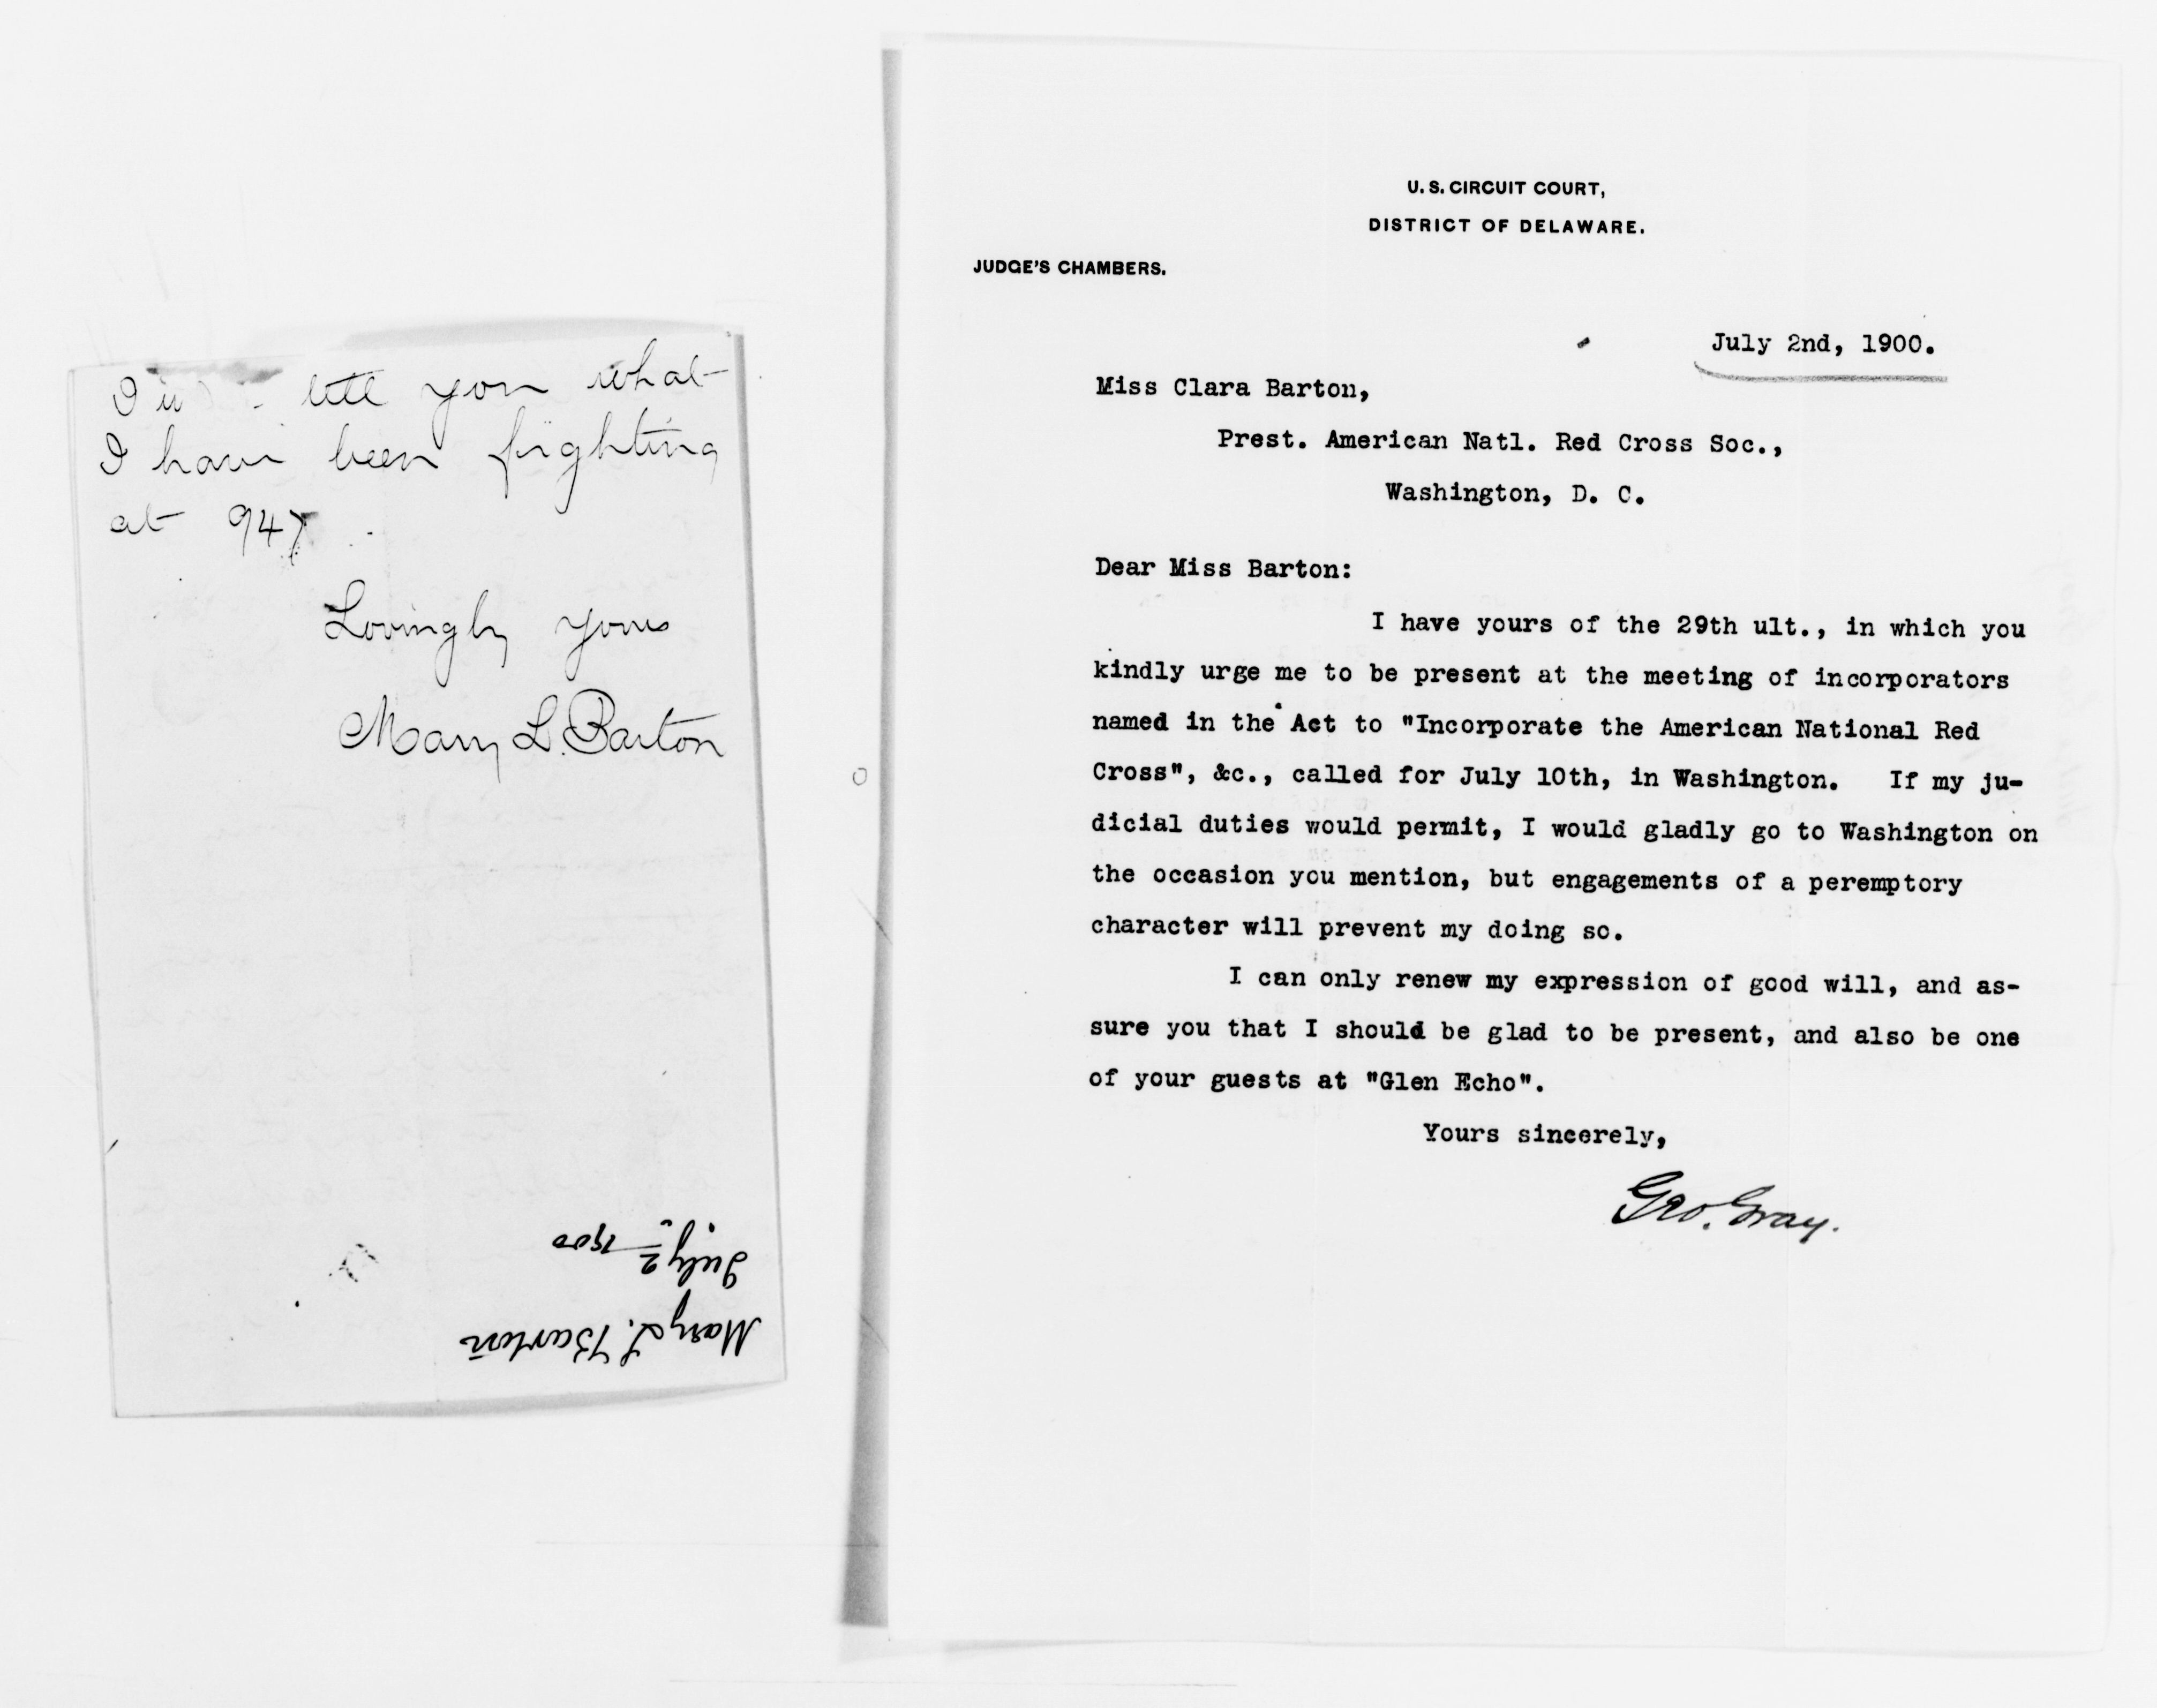 I tell you what
I have been fighting
at 947
Lovingly yours
Mary L. Barton
Mary L. Barton
July 2 1900
U. S. CIRCUIT COURT,
DISTRICT OF DELAWARE.
JUDGE'S CHAMBERS.
July 2nd, 1900.
Miss Clara Barton,
Prest. American Natl. Red Cross Soc.,
Washington, D. C.
Dear Miss Barton:
I have yours of the 29th ult., in which you
kindly urge me to be present at the meeting of incorporators
named in the Act to "Incorporate the American National Red
Cross", &c., called for July 10th, in Washington. If my ju-
dicial duties would permit, I would gladly go to Washington on
the occasion you mention, but engagements of a peremptory
character will prevent my doing so.
I can only renew my expression of good will, and as-
sure you that I should be glad to be present, and also be one
of your guests at "Glen Echo".
Yours sincerely,
Geo. Gray.